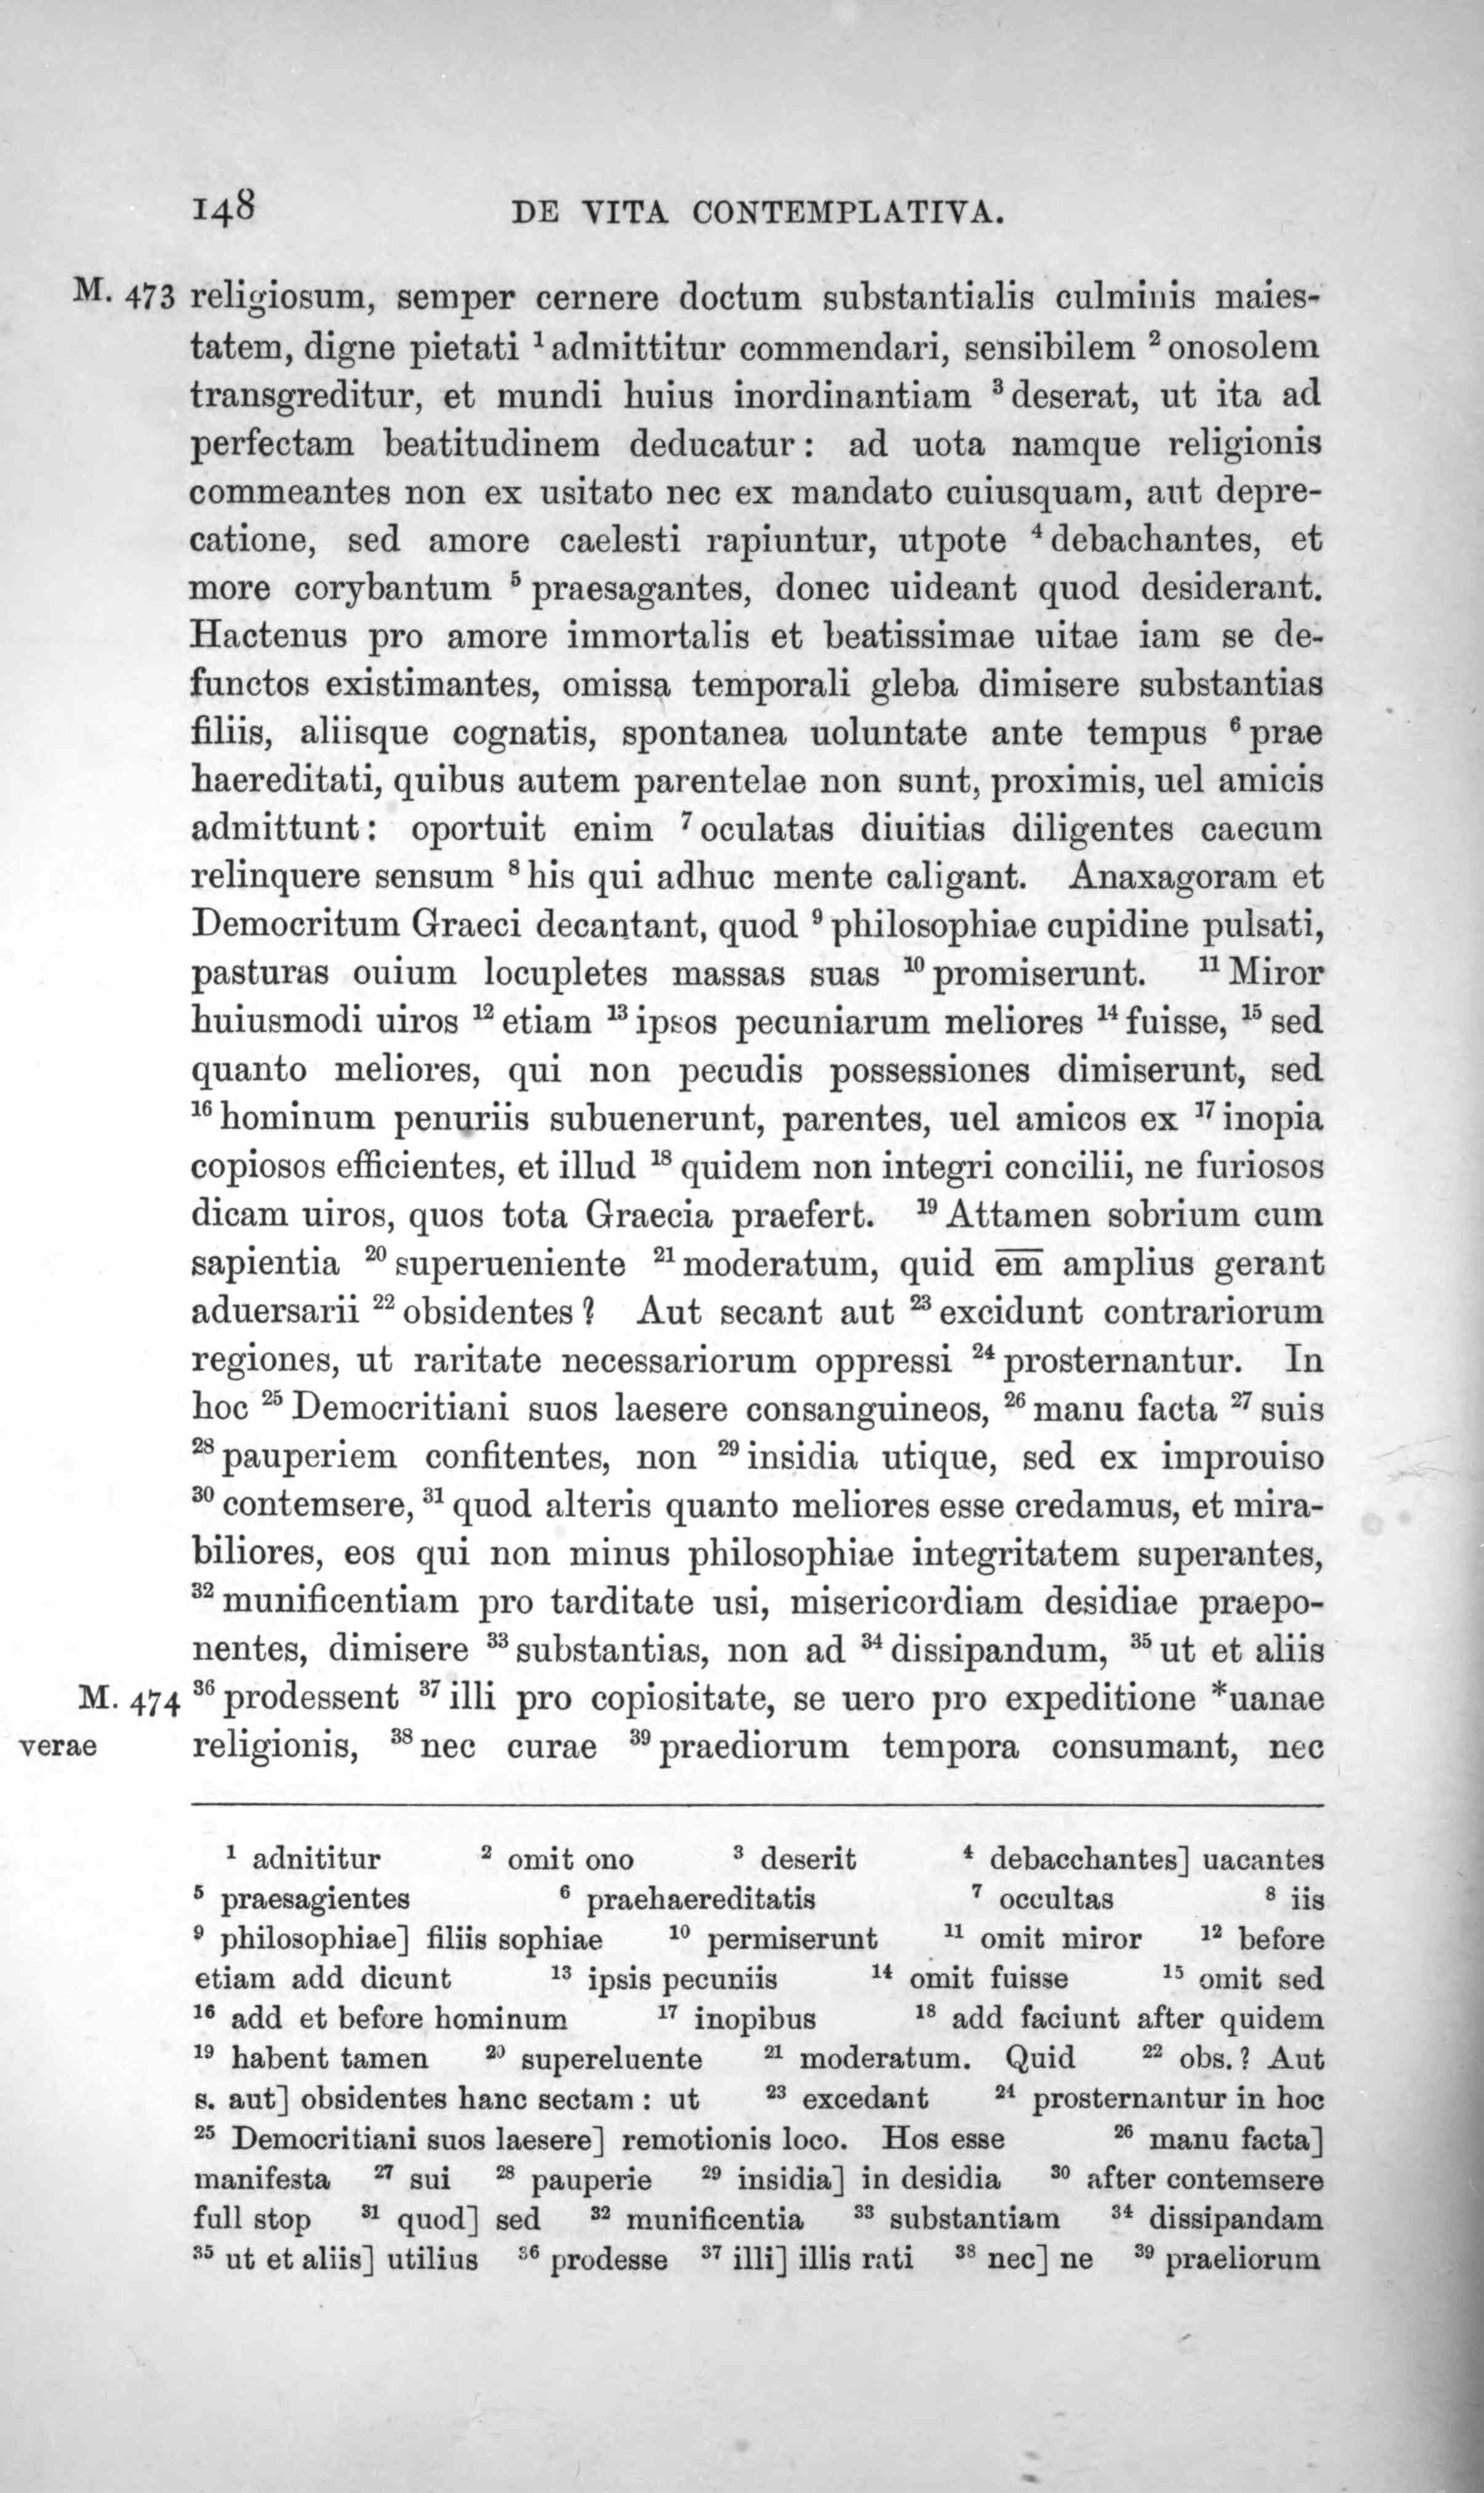 148 DE VITA CONTEMPLATIVA.
M. 473 religiosum, semper cernere doctum substantialis culminis maies-
tatem, digne pietati ¹ admittitur commendari, sensibilem ² onosolem
transgreditur, et mundi huius inordinantiam ³ deserat, ut ita ad
perfectam beatitudinem deducatur: ad uota namque religionis
commeantes non ex usitato nec ex mandato cuiusquam, aut depre-
catione, sed amore caelesti rapiuntur, utpote ⁴ debachantes, et
more corybantum ⁵ praesagantes, donec uideant quod desiderant.
Hactenus pro amore immortalis et beatissimae uitae iam se de-
functos existimantes, omissa temporali gleba dimisere substantias
filiis, aliisque cognatis, spontanea uoluntate ante tempus ⁶ prae
haereditati, quibus autem parentelae non sunt, proximis, uel amicis
admittunt: oportuit enim ⁷ oculatas diuitias diligentes caecum
relinquere sensum ⁸ his qui adhuc mente caligant. Anaxagoram et
Democritum Graeci decantant, quod ⁹ philosophiae cupidine pulsati,
pasturas ouium locupletes massas suas ¹⁰ promiserunt. ¹¹ Miror
huiusmodi uiros ¹² etiam ¹³ ipsos pecuniarum meliores ¹⁴ fuisse, ¹⁵ sed
quanto meliores, qui non pecudis possessiones dimiserunt, sed
¹⁶ hominum penuriis subuenerunt, parentes, uel amicos ex ¹⁷ inopia
copiosos efficientes, et illud ¹⁸ quidem non integri concilii, ne furiosos
dicam uiros, quos tota Graecia praefert. ¹⁹ Attamen sobrium cum
sapientia ²⁰ superueniente ²¹ moderatum, quid e̅m̅ amplius gerant
aduersarii ²² obsidentes? Aut secant aut ²³ excidunt contrariorum
regiones, ut raritate necessariorum oppressi ²⁴ prosternantur. In
hoc ²⁵ Democritiani suos laesere consanguineos, ²⁶ manu facta ²⁷ suis
²⁸ pauperiem confitentes, non ²⁹ insidia utique, sed ex improuiso
³⁰ contemsere, ³¹ quod alteris quanto meliores esse credamus, et mira-
biliores, eos qui non minus philosophiae integritatem superantes,
³² munificentiam pro tarditate usi, misericordiam desidiae praepo-
nentes, dimisere ³³ substantias, non ad ³⁴ dissipandum, ³⁵ ut et aliis
M. 474 ³⁶ prodessent ³⁷ illi pro copiositate, se uero pro expeditione *uanae
verae religionis, ³⁸ nec curae ³⁹ praediorum tempora consumant, nec
¹ adnititur ² omit ono ³ deserit ⁴ debacchantes] uacantes
⁵ praesagientes ⁶ praehaereditatis ⁷ occultas ⁸ iis
⁹ philosophiae] filiis sophiae ¹⁰ permiserunt ¹¹ omit miror ¹² before
etiam add dicunt ¹³ ipsis pecuniis ¹⁴ omit fuisse ¹⁵ omit sed
¹⁶ add et before hominum ¹⁷ inopibus ¹⁸ add faciunt after quidem
¹⁹ habent tamen ²⁰ supereluente ²¹ moderatum. Quid ²² obs.? Aut
s. aut] obsidentes hanc sectam: ut ²³ excedant ²⁴ prosternantur in hoc
²⁵ Democritiani suos laesere] remotionis loco. Hos esse ²⁶ manu facta]
manifesta ²⁷ sui ²⁸ pauperie ²⁹ insidia] in desidia ³⁰ after contemsere
full stop ³¹ quod] sed ³² munificentia ³³ substantiam ³⁴ dissipandam
³⁵ ut et aliis] utilius ³⁶ prodesse ³⁷ illi] illis rati ³⁸ nec] ne ³⁹ praeliorum